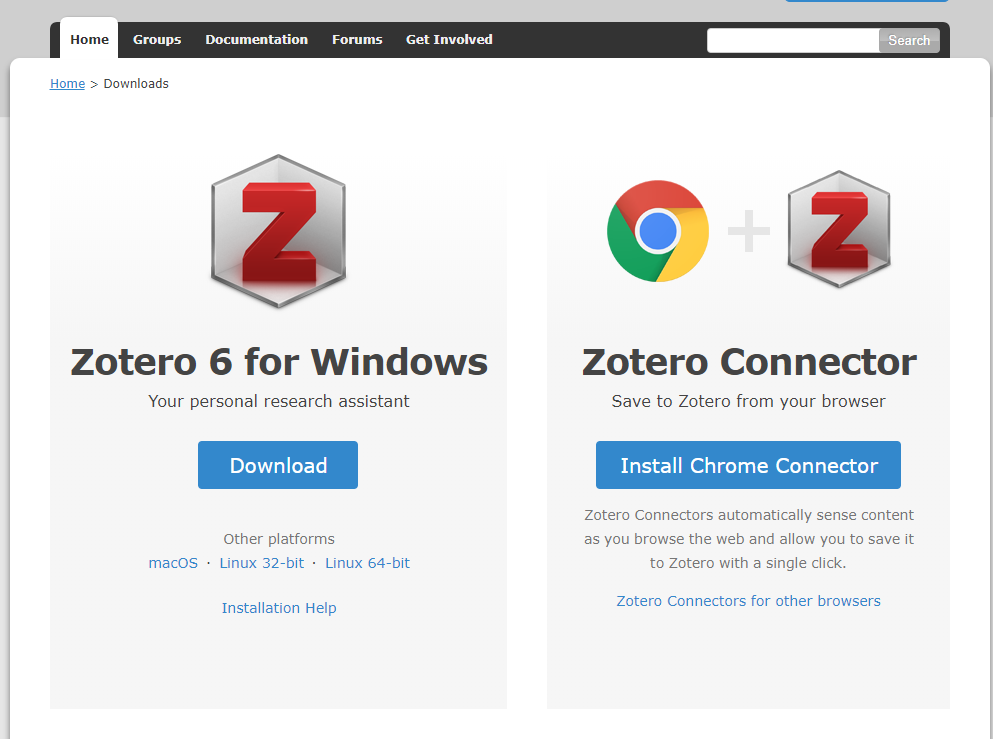 Home Groups Documentation Forums Get Involved Search
Home > Downloads
Zotero 6 for Windows
Your personal research assistant
Download
Other platforms
macOS · Linux 32-bit · Linux 64-bit
Installation Help
Zotero Connector
Save to Zotero from your browser
Install Chrome Connector
Zotero Connectors automatically sense content
as you browse the web and allow you to save it
to Zotero with a single click.
Zotero Connectors for other browsers